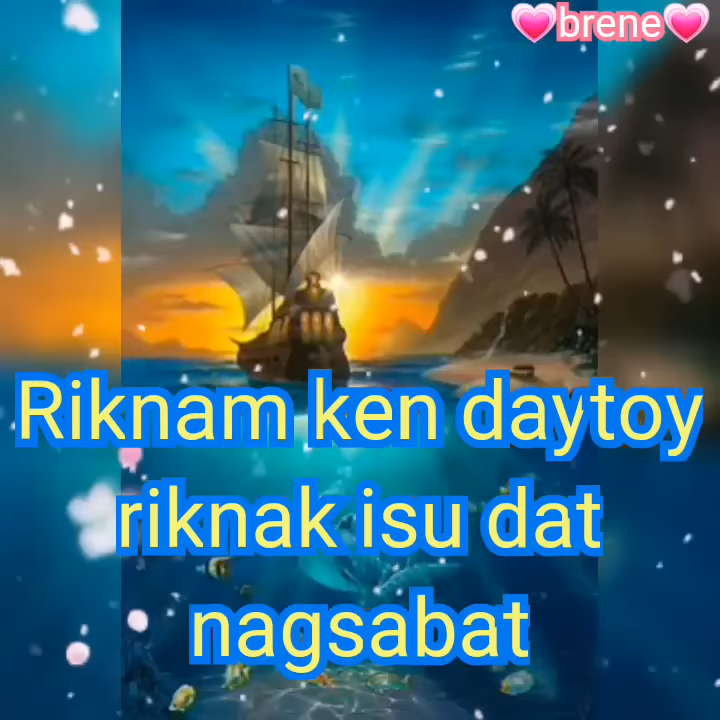 💗brene💗
Riknam ken daytoy
riknak isu dat
nagsabat